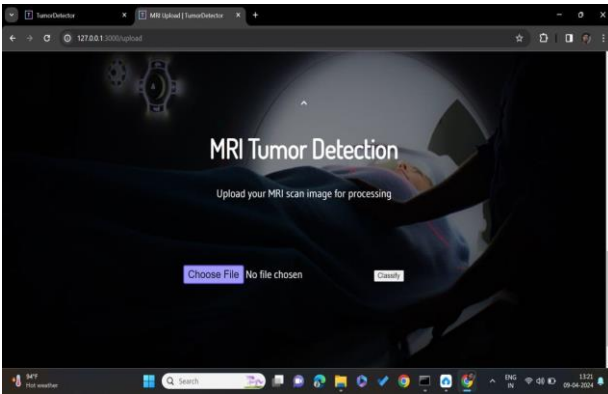 TumorDetector
MRI Upload | TumorDetector
127.0.0.1:3000/upload
MRI Tumor Detection
Upload your MRI scan image for processing
Choose File No file chosen
Classify
94°F
Hot weather
Search
ENG
IN
13:21
09-04-2024